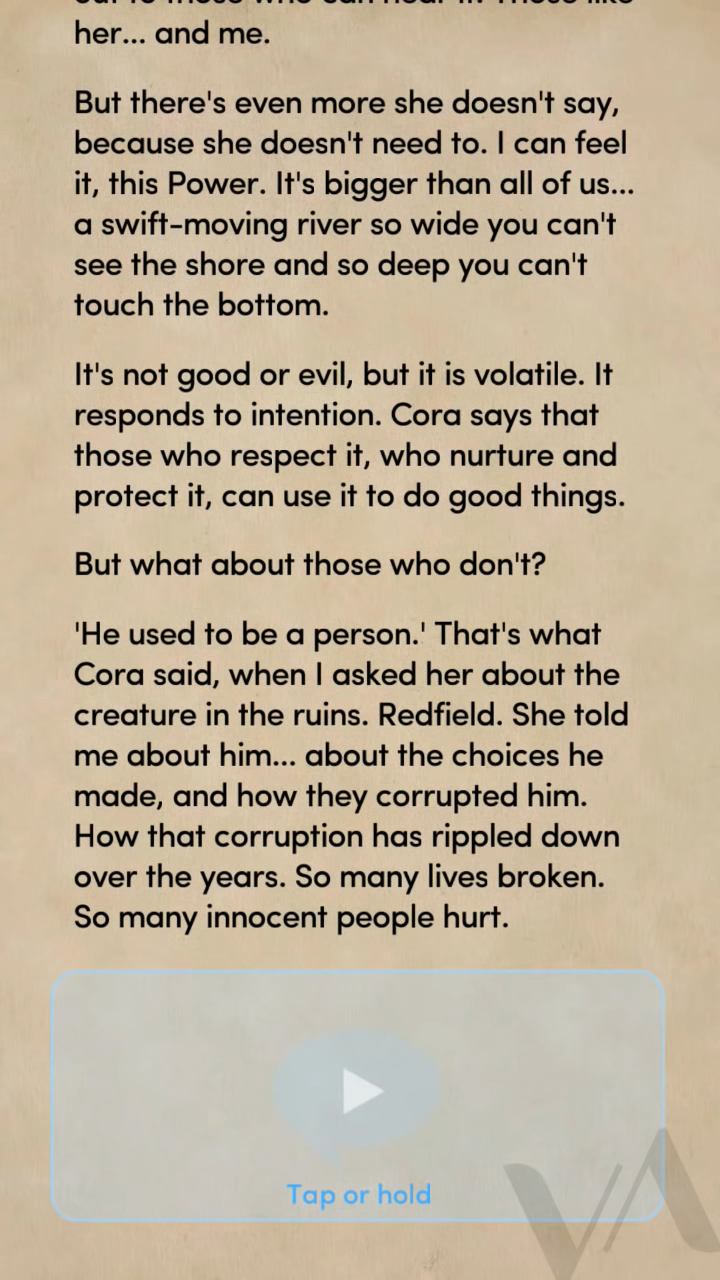 her... and me.
But there's even more she doesn't say,
because she doesn't need to. I can feel
it, this Power. It's bigger than all of us...
a swift-moving river so wide you can't
see the shore and so deep you can't
touch the bottom.
It's not good or evil, but it is volatile. It
responds to intention. Cora says that
those who respect it, who nurture and
protect it, can use it to do good things.
But what about those who don't?
'He used to be a person.' That's what
Cora said, when I asked her about the
creature in the ruins. Redfield. She told
me about him... about the choices he
made, and how they corrupted him.
How that corruption has rippled down
over the years. So many lives broken.
So many innocent people hurt.
Tap or hold
VA